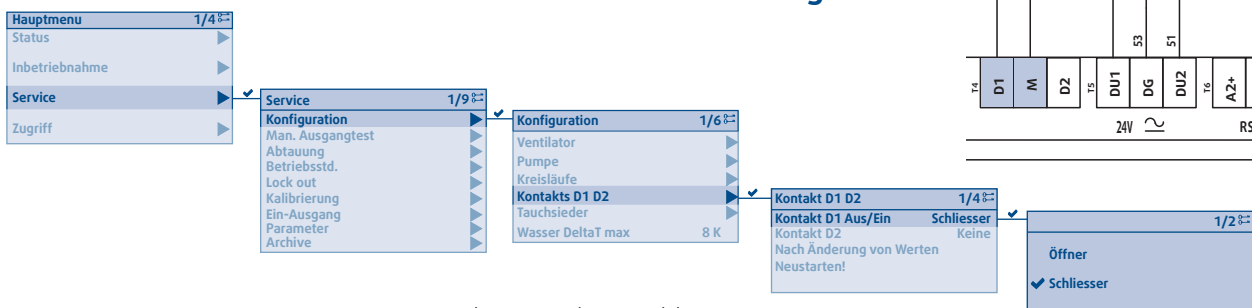 Hauptmenu 1/4
Status
Inbetriebnahme
Service
Zugriff
Service 1/9
Konfiguration
Man. Ausgangtest
Abtauung
Betriebsstd.
Lock out
Kalibrierung
Ein-Ausgang
Parameter
Archive
Konfiguration 1/6
Ventilator
Pumpe
Kreisläufe
Kontakts D1 D2
Tauchsieder
Wasser DeltaT max 8 K
Kontakt D1 D2 1/4
Kontakt D1 Aus/Ein Schliesser
Kontakt D2 Keine
Nach Änderung von Werten
Neustarten!
1/2
Öffner
Schliesser
53
51
T4
D1
M
D2
T5
DU1
DG
DU2
T6
A2+
24V
RS